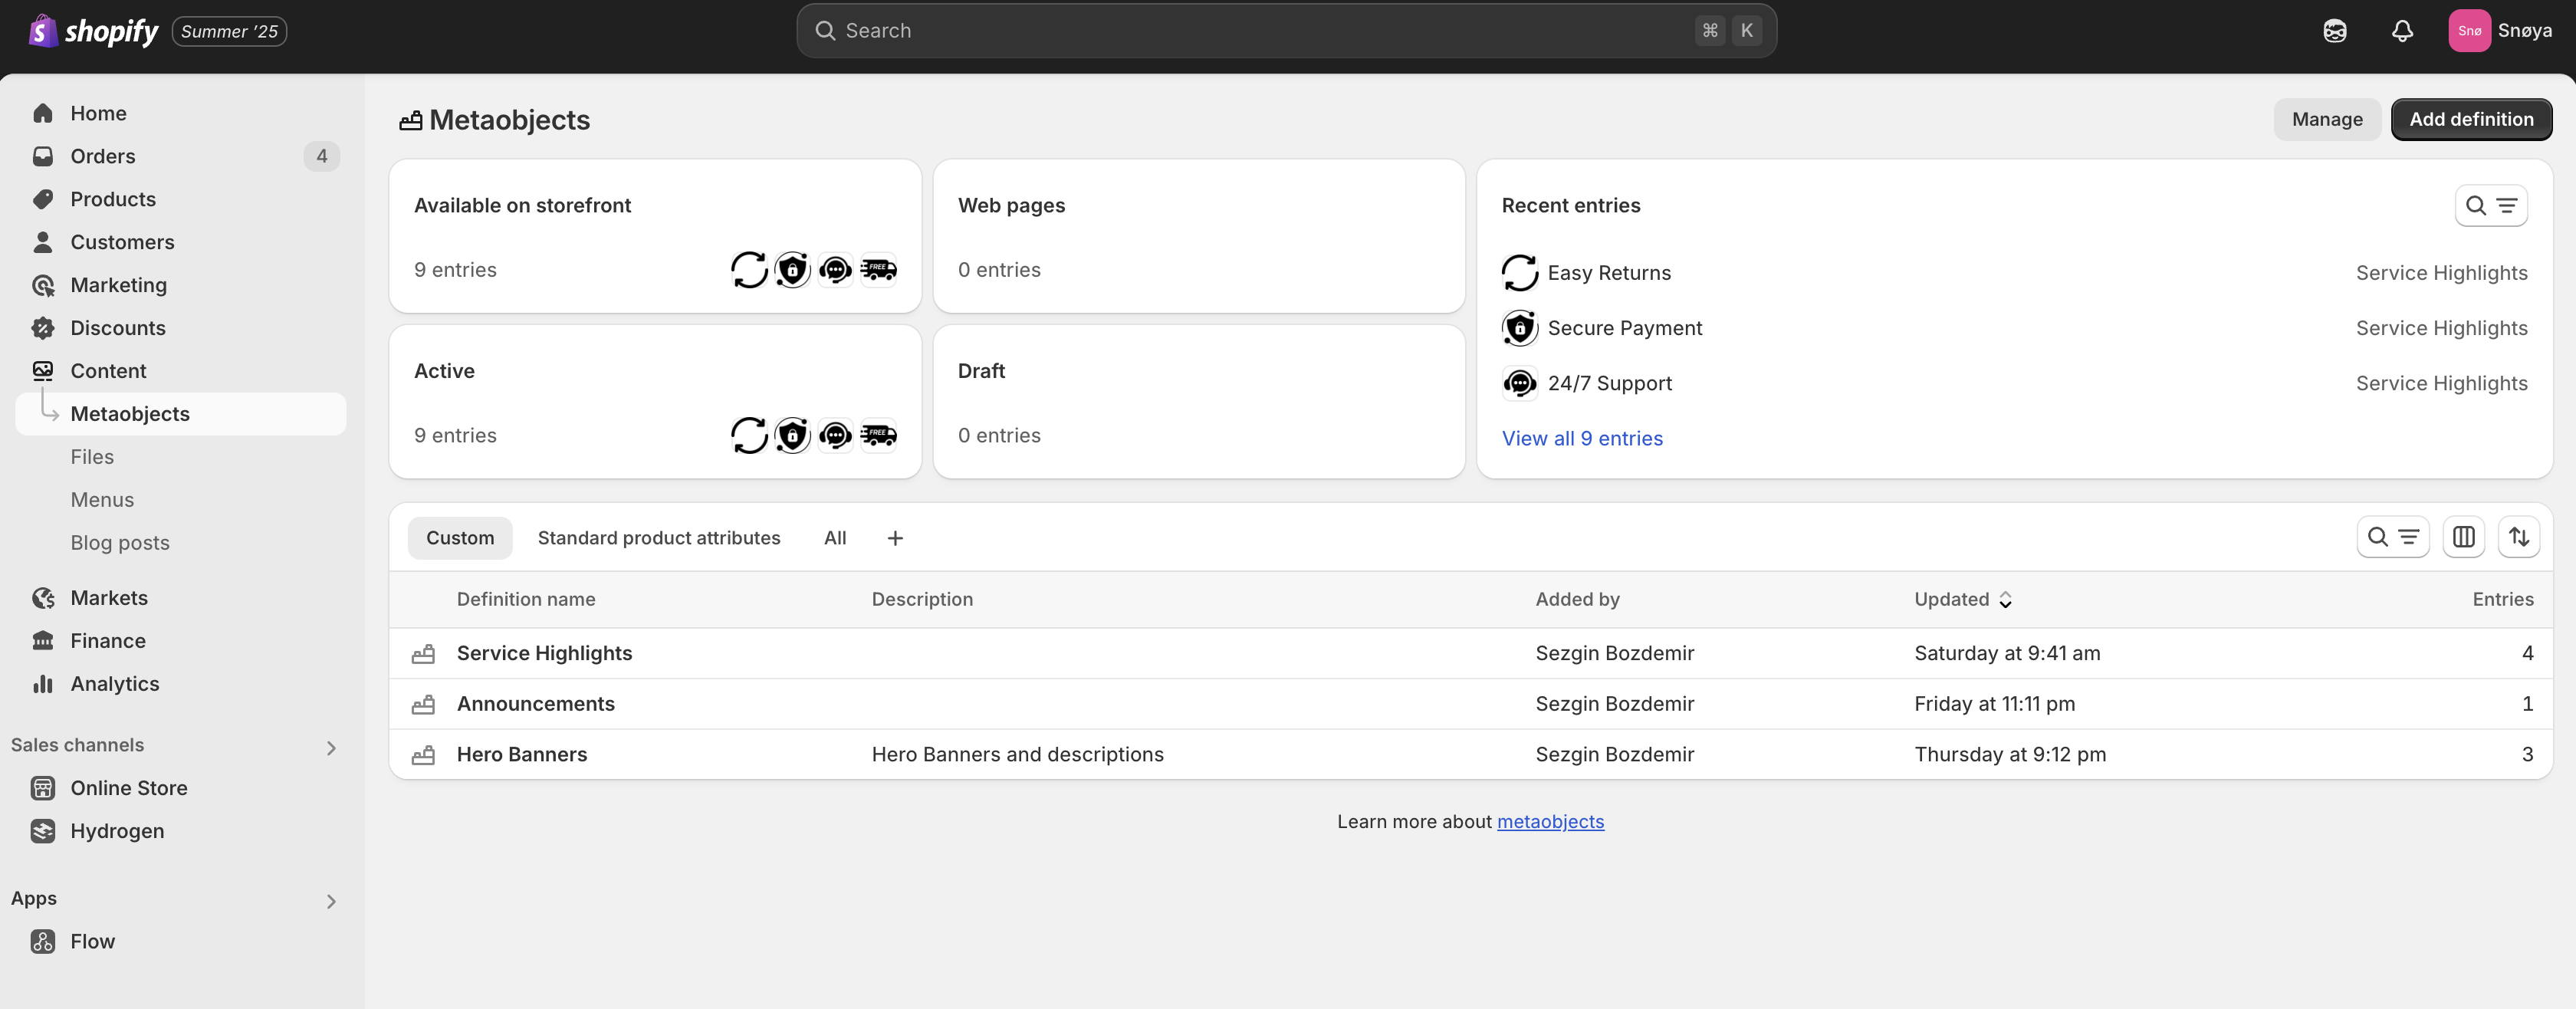 shopify Summer '25
Search ⌘ K
Snø Snøya
Home
Orders 4
Products
Customers
Marketing
Discounts
Content
Metaobjects
Files
Menus
Blog posts
Markets
Finance
Analytics
Sales channels
Online Store
Hydrogen
Apps
Flow
Metaobjects
Manage Add definition
Available on storefront
9 entries
FREE
Web pages
0 entries
Active
9 entries
FREE
Draft
0 entries
Recent entries
Easy Returns Service Highlights
Secure Payment Service Highlights
24/7 Support Service Highlights
View all 9 entries
Custom Standard product attributes All +
Definition name Description Added by Updated Entries
Service Highlights Sezgin Bozdemir Saturday at 9:41 am 4
Announcements Sezgin Bozdemir Friday at 11:11 pm 1
Hero Banners Hero Banners and descriptions Sezgin Bozdemir Thursday at 9:12 pm 3
Learn more about metaobjects